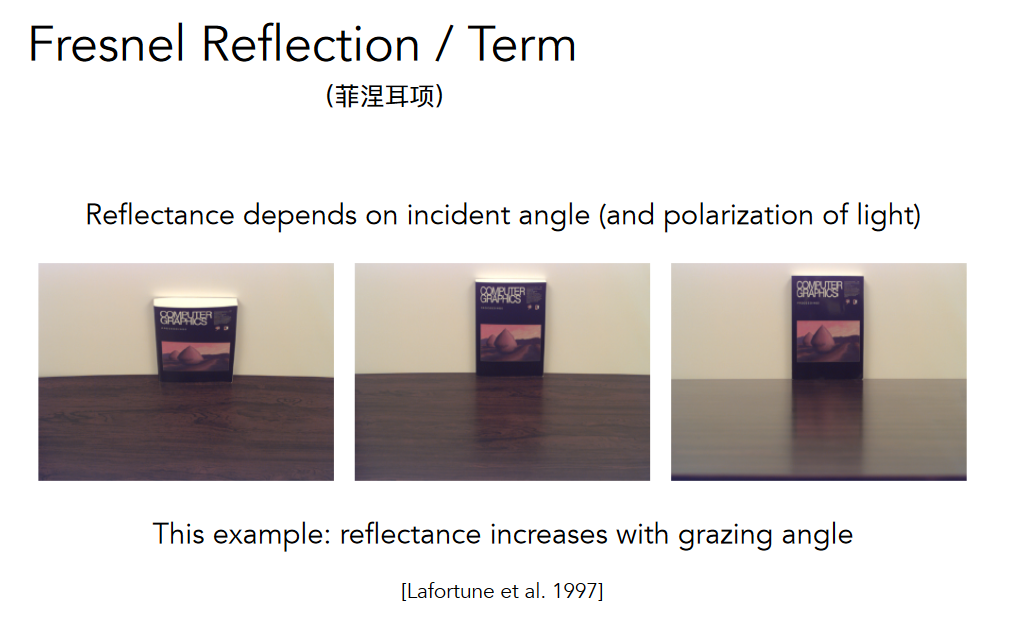 Fresnel Reflection / Term
(菲涅耳项)
Reflectance depends on incident angle (and polarization of light)
COMPUTER
GRAPHICS
COMPUTER
GRAPHICS
COMPUTER
GRAPHICS
This example: reflectance increases with grazing angle
[Lafortune et al. 1997]